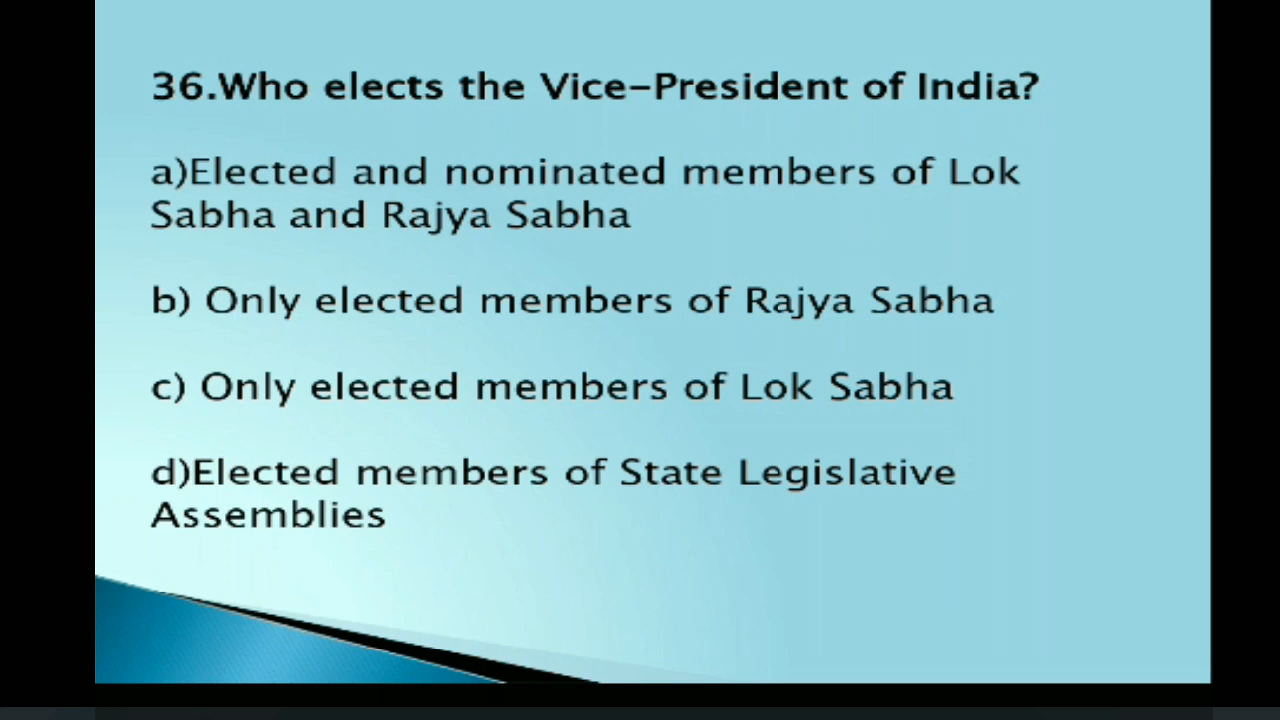 36.Who elects the Vice-President of India?
a)Elected and nominated members of Lok
Sabha and Rajya Sabha
b) Only elected members of Rajya Sabha
c) Only elected members of Lok Sabha
d)Elected members of State Legislative
Assemblies